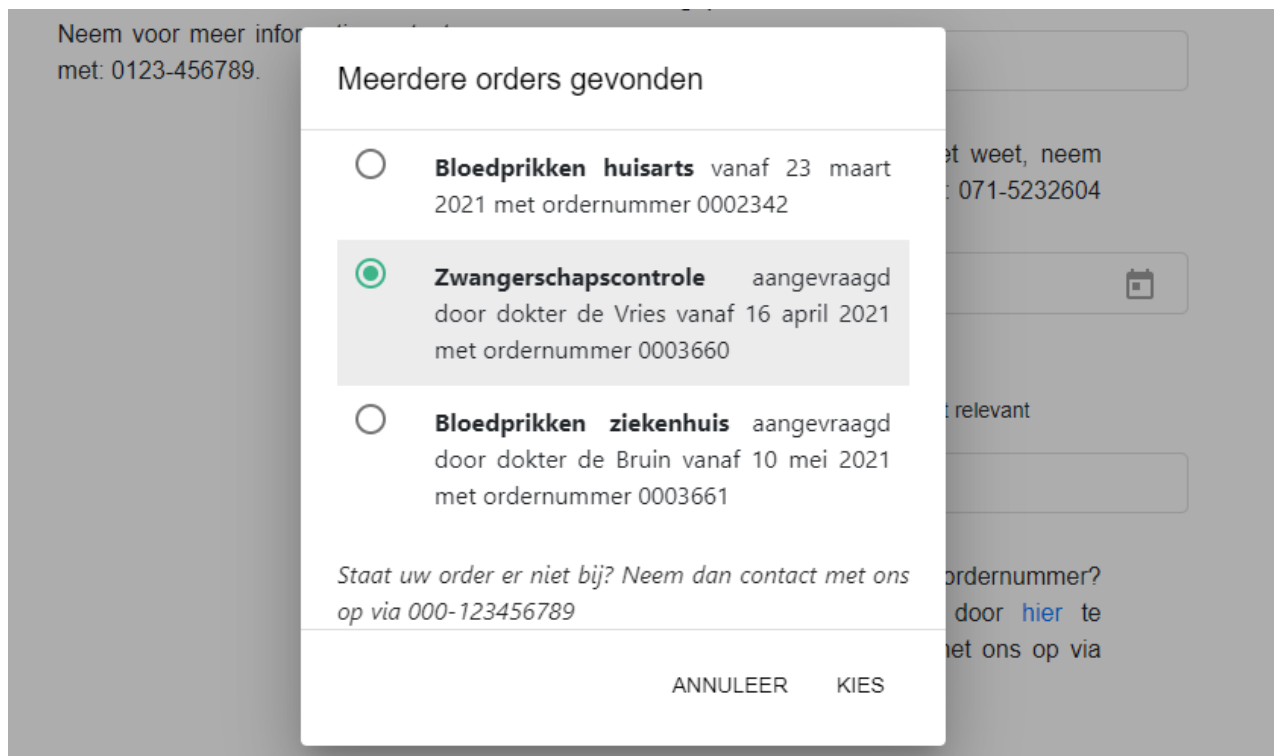 Neem voor meer
met: 0123-456789.
Meerdere orders gevonden
Bloedprikken huisarts vanaf 23 maart
2021 met ordernummer 0002342
Zwangerschapscontrole aangevraagd
door dokter de Vries vanaf 16 april 2021
met ordernummer 0003660
Bloedprikken ziekenhuis aangevraagd
door dokter de Bruin vanaf 10 mei 2021
met ordernummer 0003661
Staat uw order er niet bij? Neem dan contact met ons
op via 000-123456789
ANNULEER KIES
weet, neem
: 071-5232604
relevant
ordernummer?
door hier te
ons op via